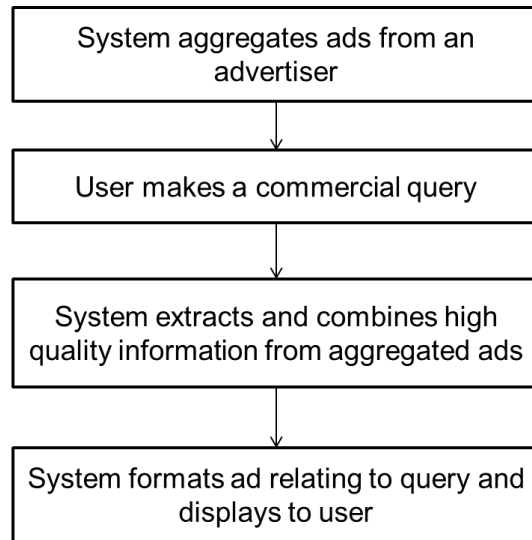 System aggregates ads from an
advertiser
User makes a commercial query
System extracts and combines high
quality information from aggregated ads
System formats ad relating to query and
displays to user